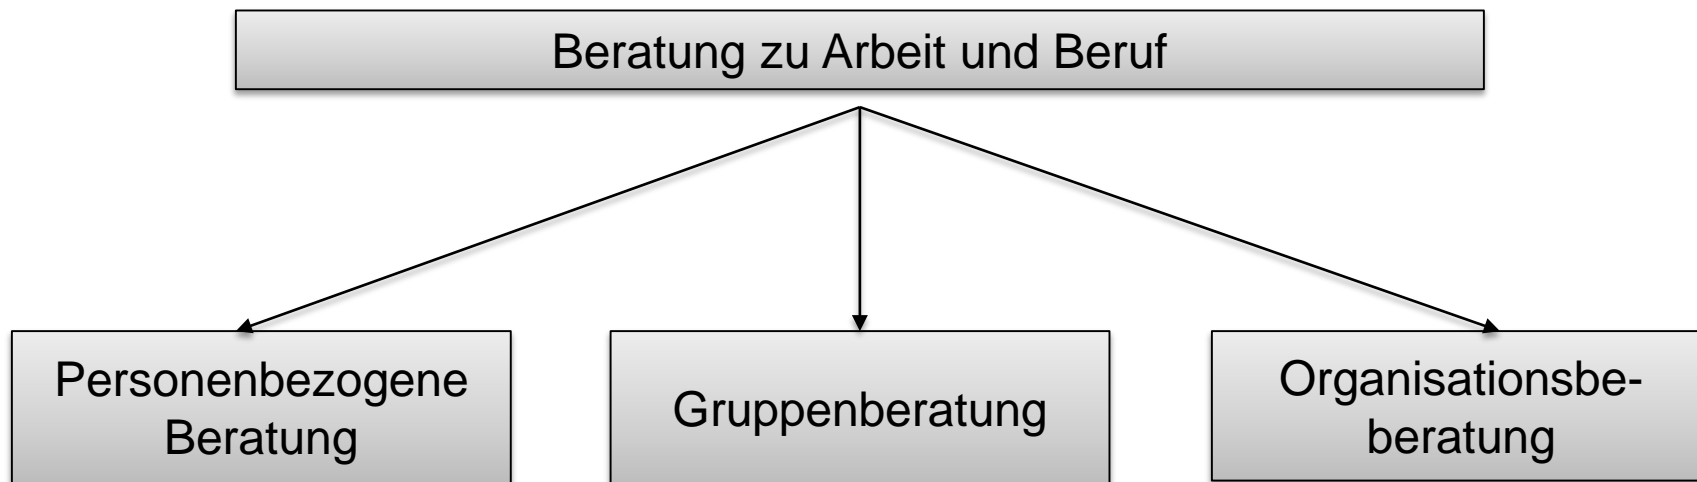 Beratung zu Arbeit und Beruf
Personenbezogene
Beratung
Gruppenberatung
Organisationsbe-
beratung